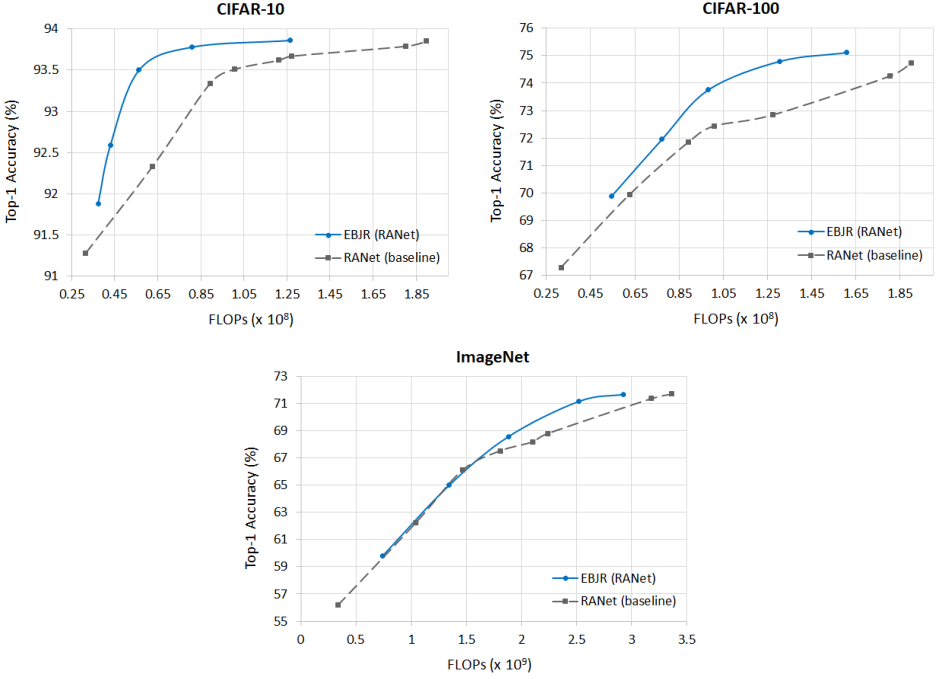 CIFAR-10
Top-1 Accuracy (%)
94
93.5
93
92.5
92
91.5
91
0.25 0.45 0.65 0.85 1.05 1.25 1.45 1.65 1.85
FLOPs (x 10⁸)
EBJR (RANet)
RANet (baseline)
CIFAR-100
Top-1 Accuracy (%)
76
75
74
73
72
71
70
69
68
67
0.25 0.45 0.65 0.85 1.05 1.25 1.45 1.65 1.85
FLOPs (x 10⁸)
EBJR (RANet)
RANet (baseline)
ImageNet
Top-1 Accuracy (%)
73
71
69
67
65
63
61
59
57
55
0 0.5 1 1.5 2 2.5 3 3.5
FLOPs (x 10⁹)
EBJR (RANet)
RANet (baseline)